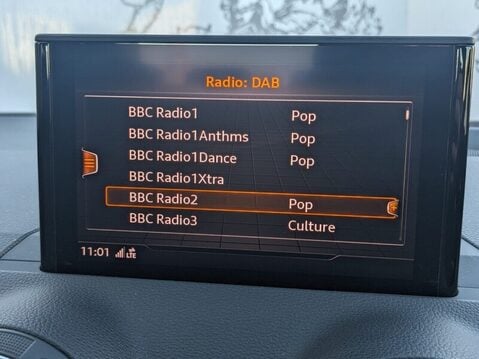 Radio: DAB
BBC Radio1 Pop
BBC Radio1Anthms Pop
BBC Radio1Dance Pop
BBC Radio1Xtra
BBC Radio2 Pop
BBC Radio3 Culture
11:01 LTE